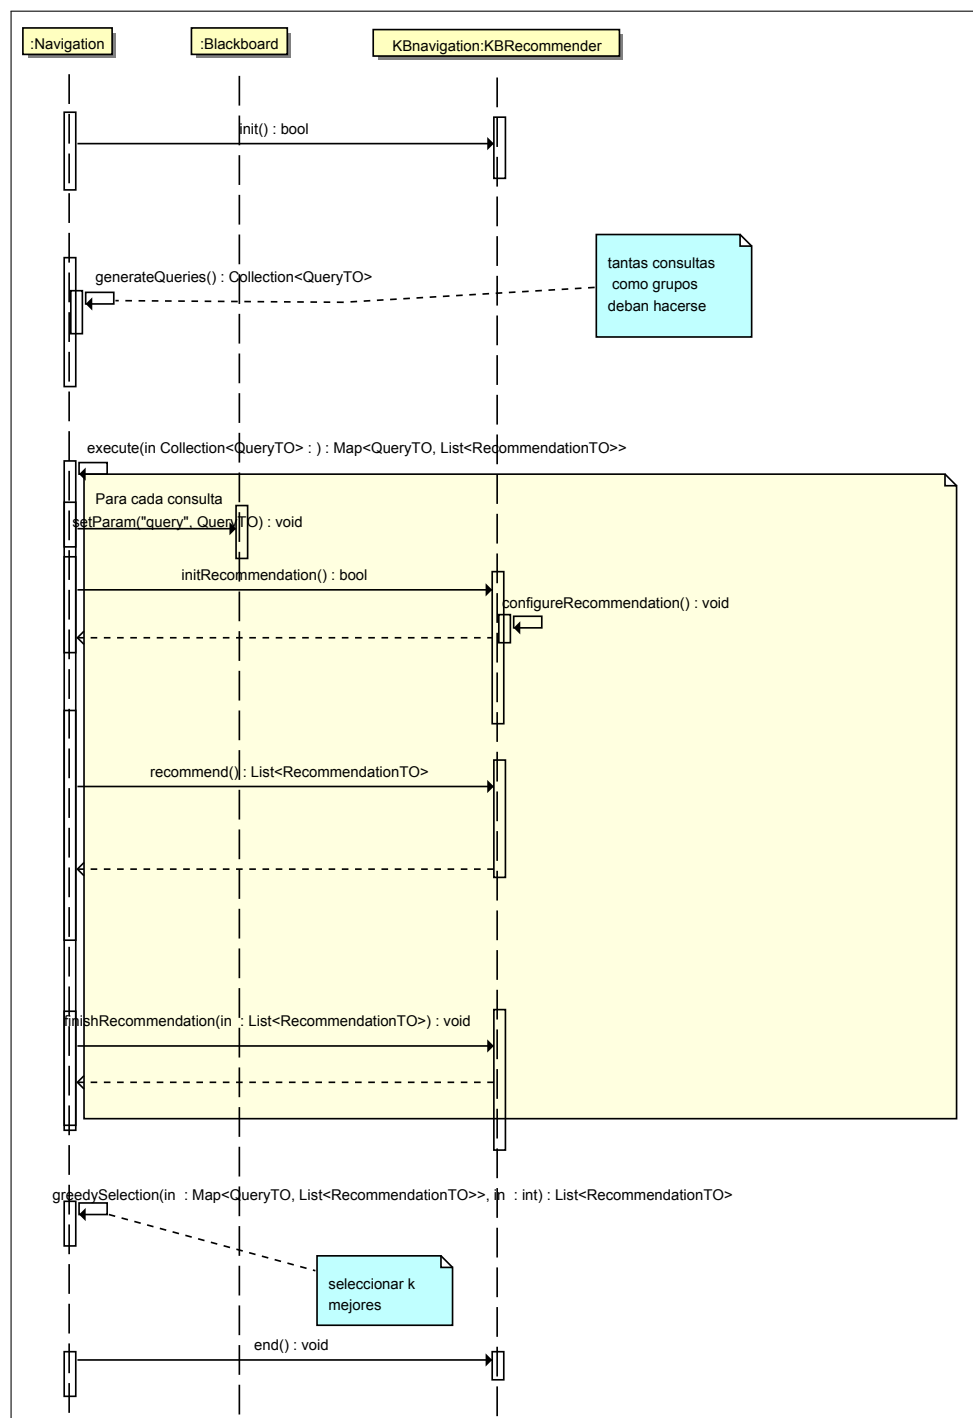 :Navigation
:Blackboard
KBnavigation:KBRecommender
init() : bool
generateQueries() : Collection<QueryTO>
tantas consultas
como grupos
deban hacerse
execute(in Collection<QueryTO> : ) : Map<QueryTO, List<RecommendationTO>>
Para cada consulta
setParam("query", QueryTO) : void
initRecommendation() : bool
configureRecommendation() : void
recommend() : List<RecommendationTO>
finishRecommendation(in : List<RecommendationTO>) : void
greedySelection(in : Map<QueryTO, List<RecommendationTO>>, in : int) : List<RecommendationTO>
seleccionar k
mejores
end() : void